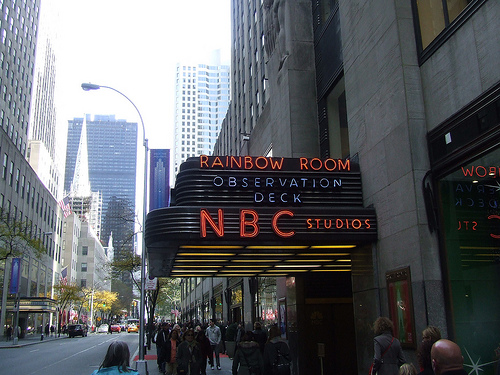 RAINBOW ROOM
OBSERVATION
DECK
NBC STUDIOS